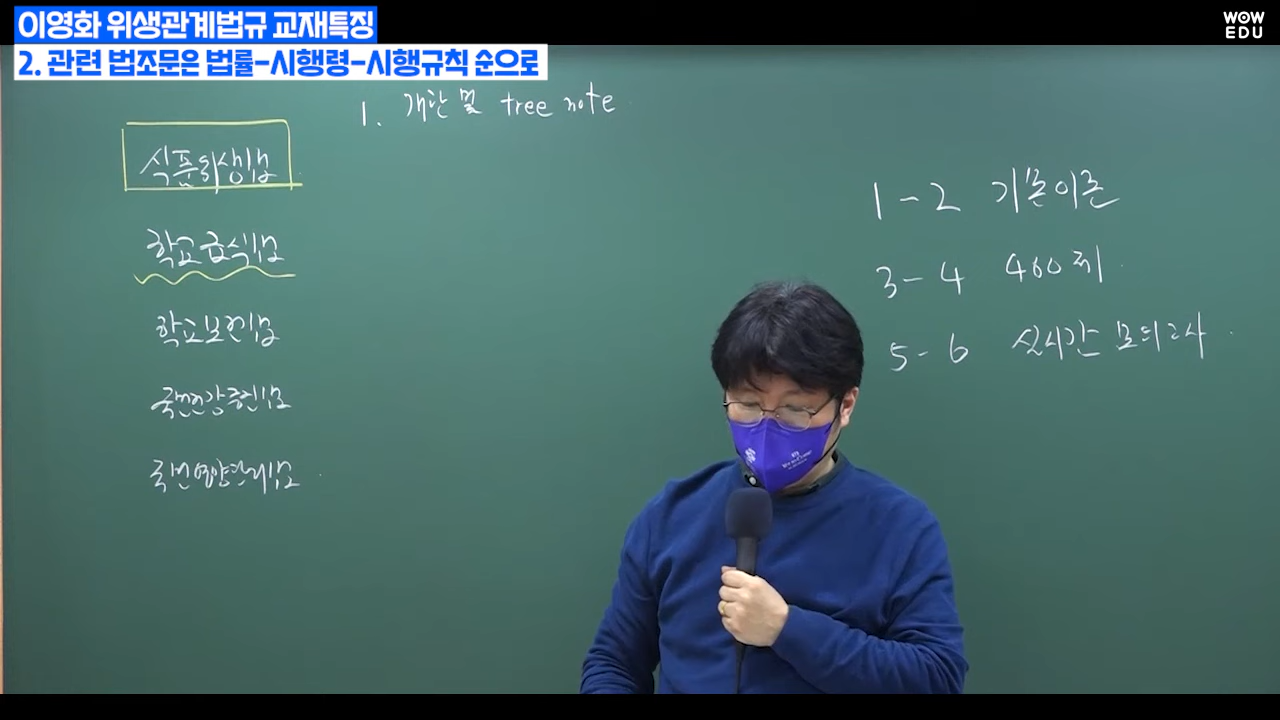 이영화 위생관계법규 교재특징
2. 관련 법조문은 법률-시행령-시행규칙 순으로
WOW
EDU
1. 개관 및 tree note
식품위생법
학교급식법
학교보건법
국민건강증진법
국민영양관리법
1-2 기본이론
3-4 460제
5-6 실시간 모의고사